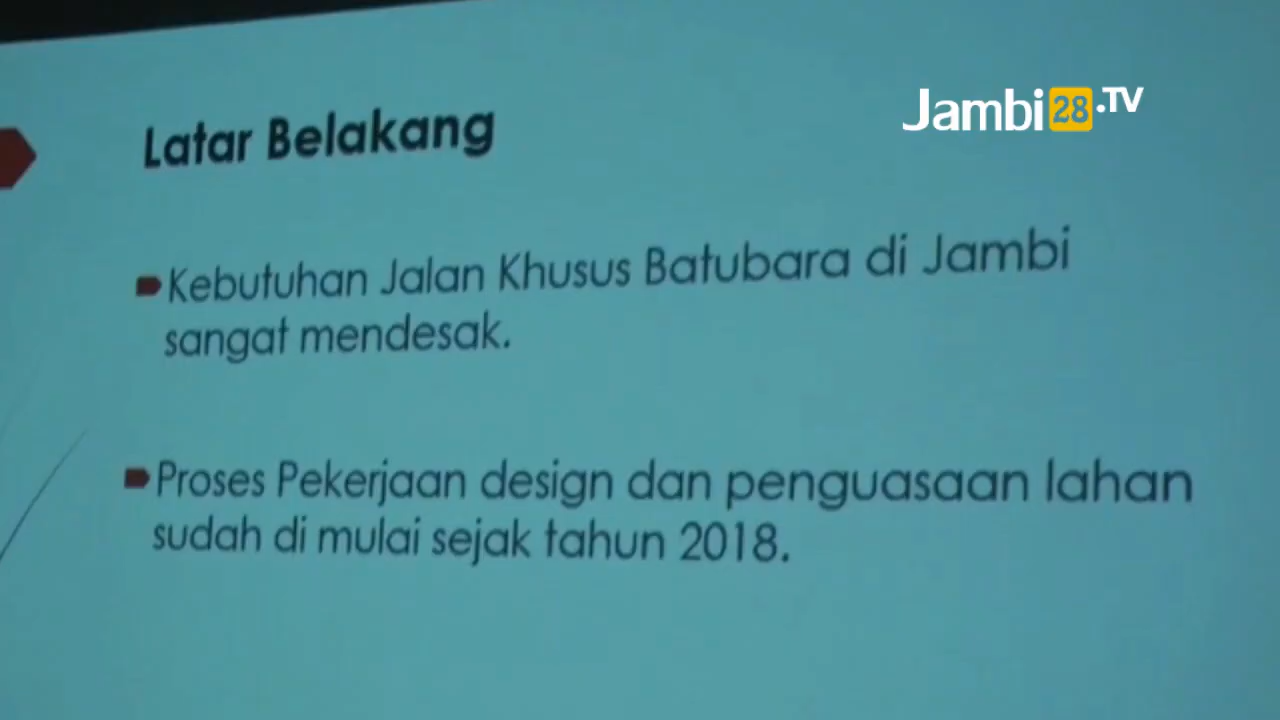 Jambi28.TV
Latar Belakang
Kebutuhan Jalan Khusus Batubara di Jambi
sangat mendesak.
Proses Pekerjaan design dan penguasaan lahan
sudah di mulai sejak tahun 2018.